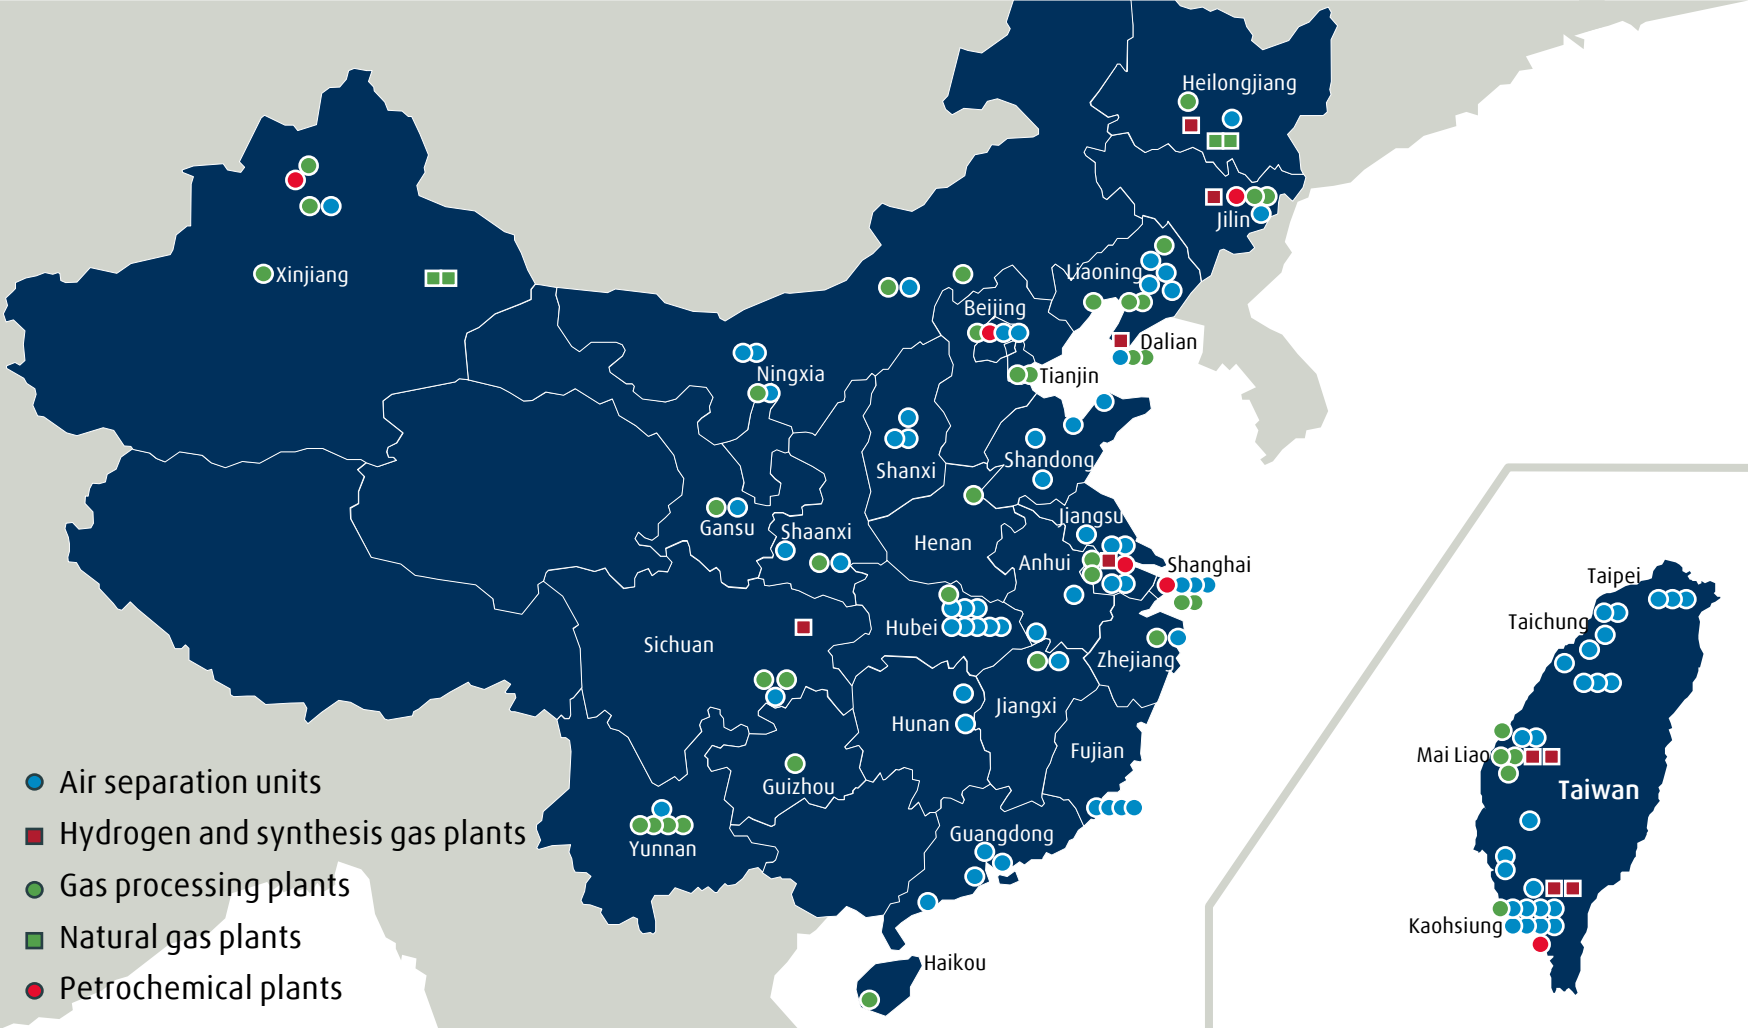 Heilongjiang
Jilin
Xinjiang
Liaoning
Beijing
Dalian
Ningxia
Tianjin
Shanxi
Shandong
Gansu
Shaanxi
Jiangsu
Henan
Anhui
Shanghai
Taipei
Taichung
Hubei
Sichuan
Zhejiang
Jiangxi
Hunan
Fujian
Mai Liao
Guizhou
Taiwan
Guangdong
Yunnan
Kaohsiung
Haikou
Air separation units
Hydrogen and synthesis gas plants
Gas processing plants
Natural gas plants
Petrochemical plants